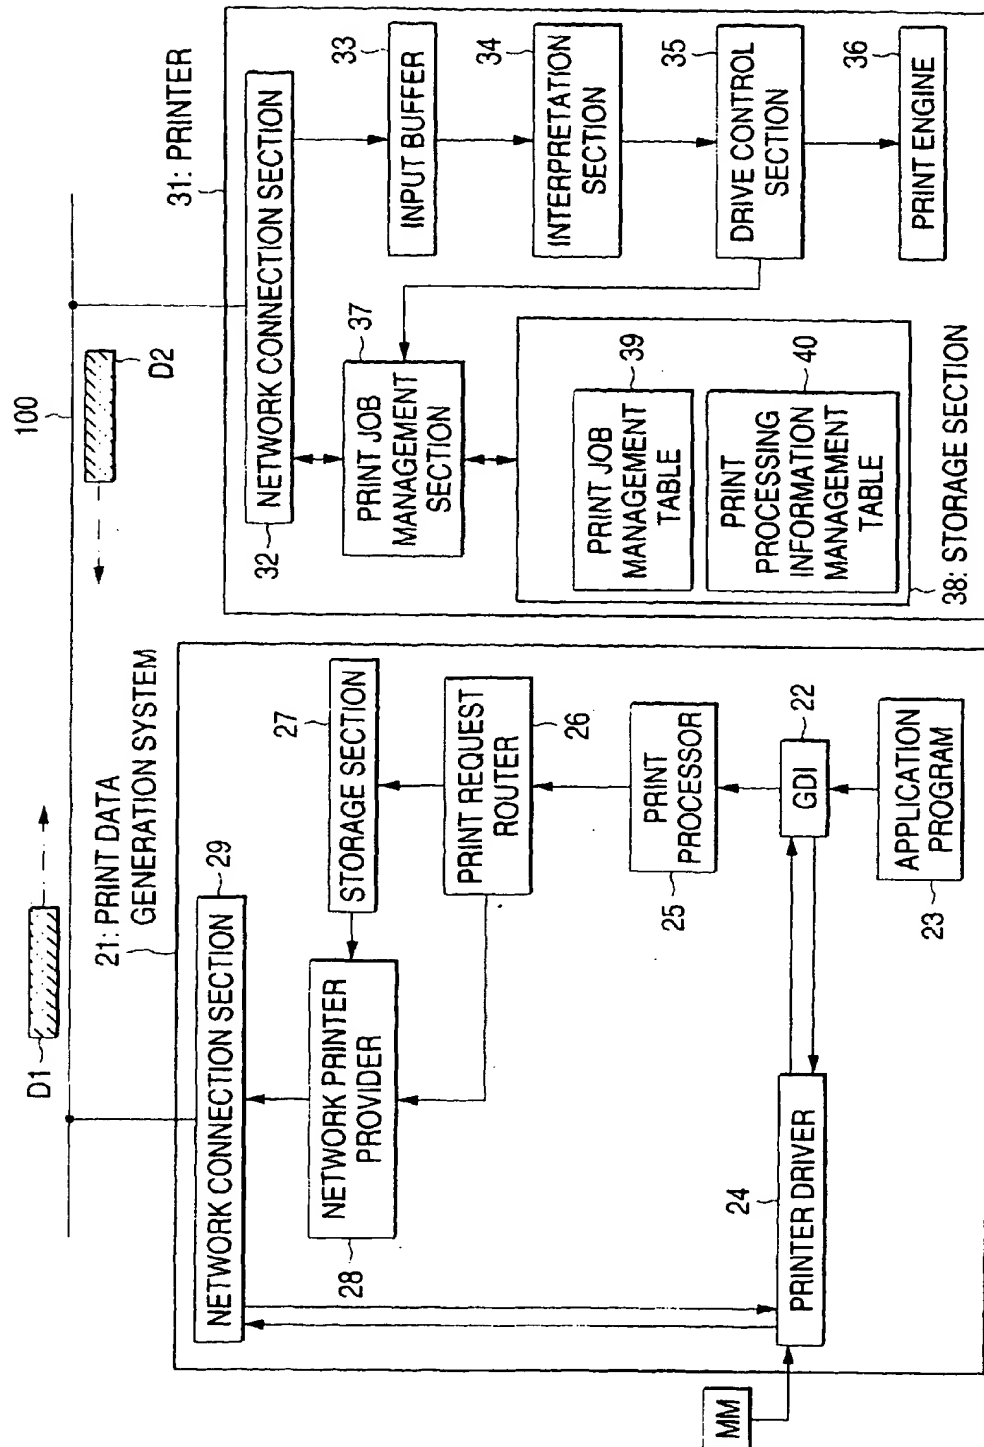 D1
100
D2
21: PRINT DATA
GENERATION SYSTEM
29
NETWORK CONNECTION SECTION
27
STORAGE SECTION
NETWORK PRINTER
PROVIDER
28
PRINT REQUEST
ROUTER
26
PRINT
PROCESSOR
25
24
PRINTER DRIVER
GDI
22
APPLICATION
PROGRAM
23
MM
31: PRINTER
NETWORK CONNECTION SECTION
32
33
INPUT BUFFER
34
INTERPRETATION
SECTION
35
DRIVE CONTROL
SECTION
36
PRINT ENGINE
37
PRINT JOB
MANAGEMENT
SECTION
39
PRINT JOB
MANAGEMENT
TABLE
40
PRINT
PROCESSING
INFORMATION
MANAGEMENT
TABLE
38: STORAGE SECTION